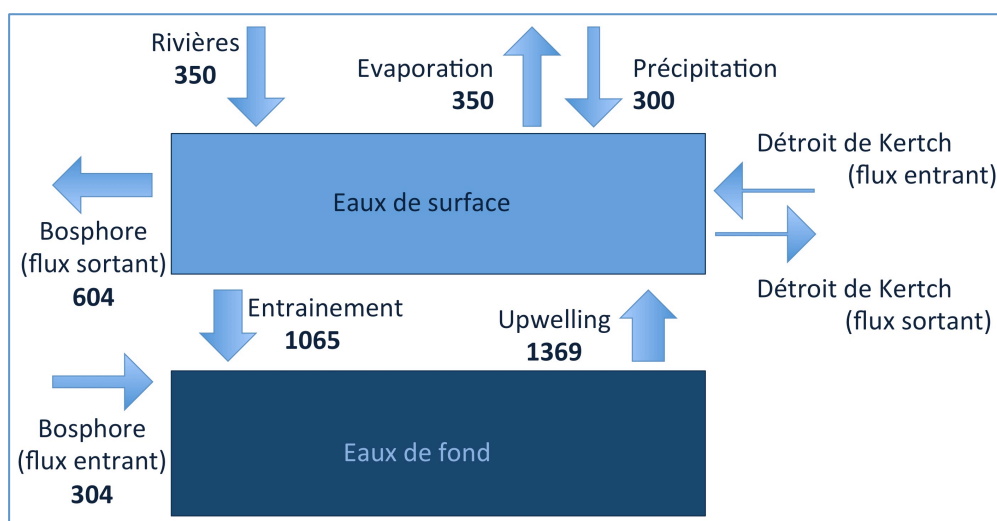 Rivières
350
Evaporation
350
Précipitation
300
Détroit de Kertch
(flux entrant)
Eaux de surface
Bosphore
(flux sortant)
604
Détroit de Kertch
(flux sortant)
Entrainement
1065
Upwelling
1369
Bosphore
(flux entrant)
304
Eaux de fond